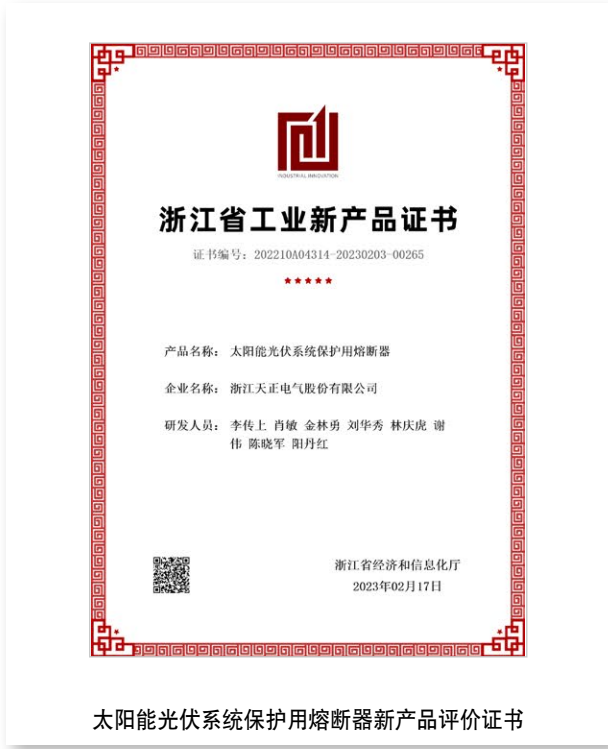 INDUSTRIAL INNOVATION
浙江省工业新产品证书
证书编号：202210A04314-20230203-00265
产品名称：太阳能光伏系统保护用熔断器
企业名称：浙江天正电气股份有限公司
研发人员：李传上 肖敏 金林勇 刘华秀 林庆虎 谢
伟 陈晓军 阳丹红
浙江省经济和信息化厅
2023年02月17日
太阳能光伏系统保护用熔断器新产品评价证书